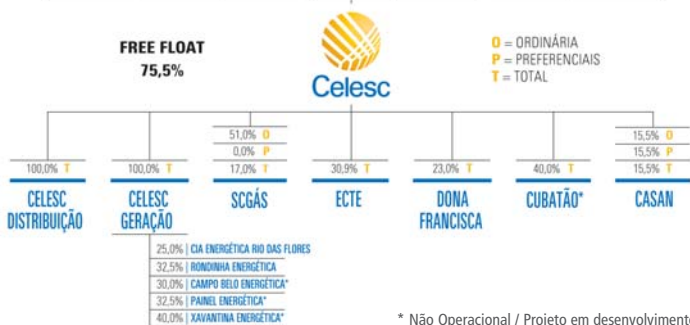 FREE FLOAT
75,5%
Celesc
O = ORDINÁRIA
P = PREFERENCIAIS
T = TOTAL
100,0% T
CELESC
DISTRIBUIÇÃO
100,0% T
CELESC
GERAÇÃO
51,0% O
0,0% P
17,0% T
SCGÁS
30,9% T
ECTE
23,0% T
DONA
FRANCISCA
40,0% T
CUBATÃO*
15,5% O
15,5% P
15,5% T
CASAN
25,0% | CIA ENERGÉTICA RIO DAS FLORES
32,5% | RONDINHA ENERGÉTICA
30,0% | CAMPO BELO ENERGÉTICA*
32,5% | PAINEL ENERGÉTICA*
40,0% | XAVANTINA ENERGÉTICA*
* Não Operacional / Projeto em desenvolvimento